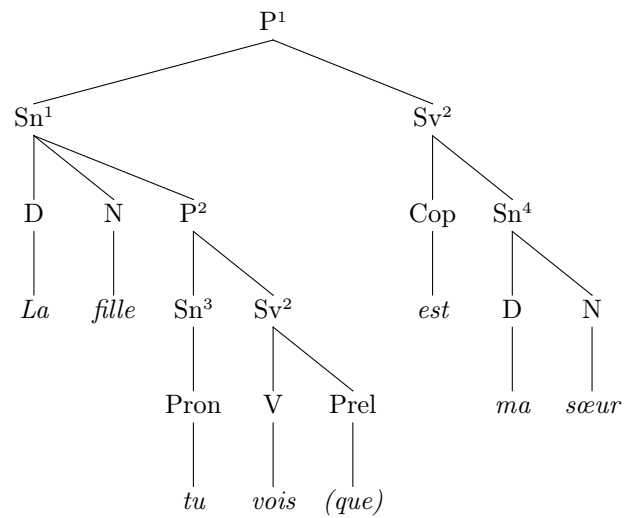 P¹
Sn¹ Sv²
D N P² Cop Sn⁴
La fille Sn³ Sv² est D N
Pron V Prel ma sœur
tu vois (que)